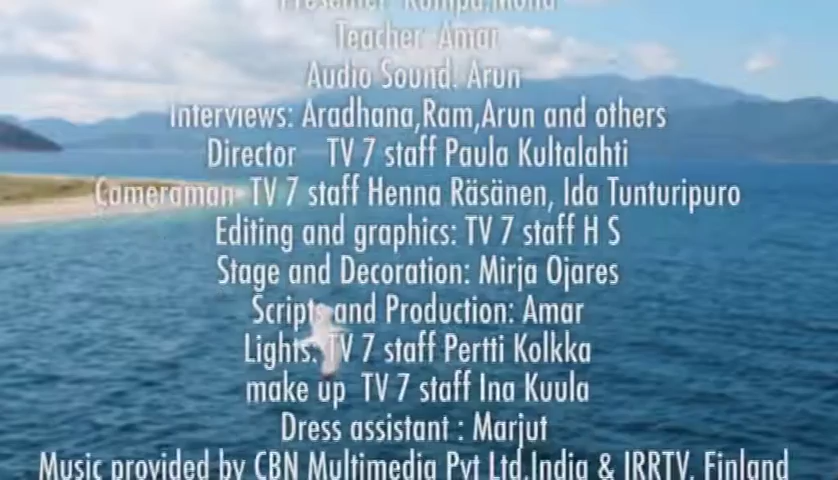 Teacher Amar
Audio Sound. Arun
Interviews: Aradhana,Ram,Arun and others
Director TV 7 staff Paula Kultalahti
Cameraman TV 7 staff Henna Räsänen, Ida Tunturipuro
Editing and graphics: TV 7 staff H S
Stage and Decoration: Mirja Ojares
Scripts and Production: Amar
Lights: TV 7 staff Pertti Kolkka
make up TV 7 staff Ina Kuula
Dress assistant : Marjut
Music provided by CBN Multimedia Pvt Ltd,India & IRRTV, Finland